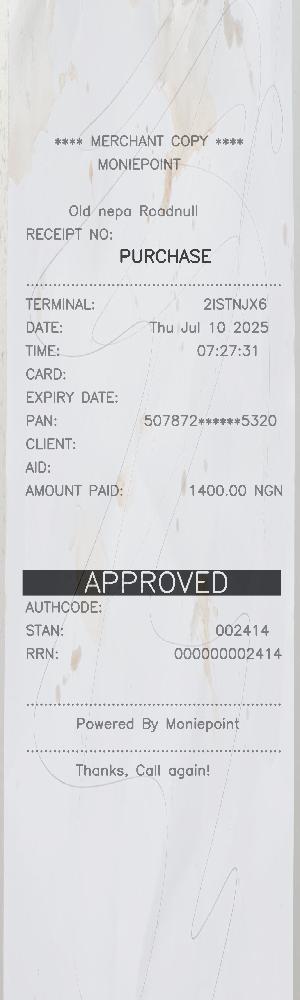 **** MERCHANT COPY ****
MONIEPOINT
Old nepa Roadnull
RECEIPT NO:
PURCHASE
TERMINAL: 2ISTNJX6
DATE: Thu Jul 10 2025
TIME: 07:27:31
CARD:
EXPIRY DATE:
PAN: 507872******5320
CLIENT:
AID:
AMOUNT PAID: 1400.00 NGN
APPROVED
AUTHCODE:
STAN: 002414
RRN: 000000002414
Powered By Moniepoint
Thanks, Call again!